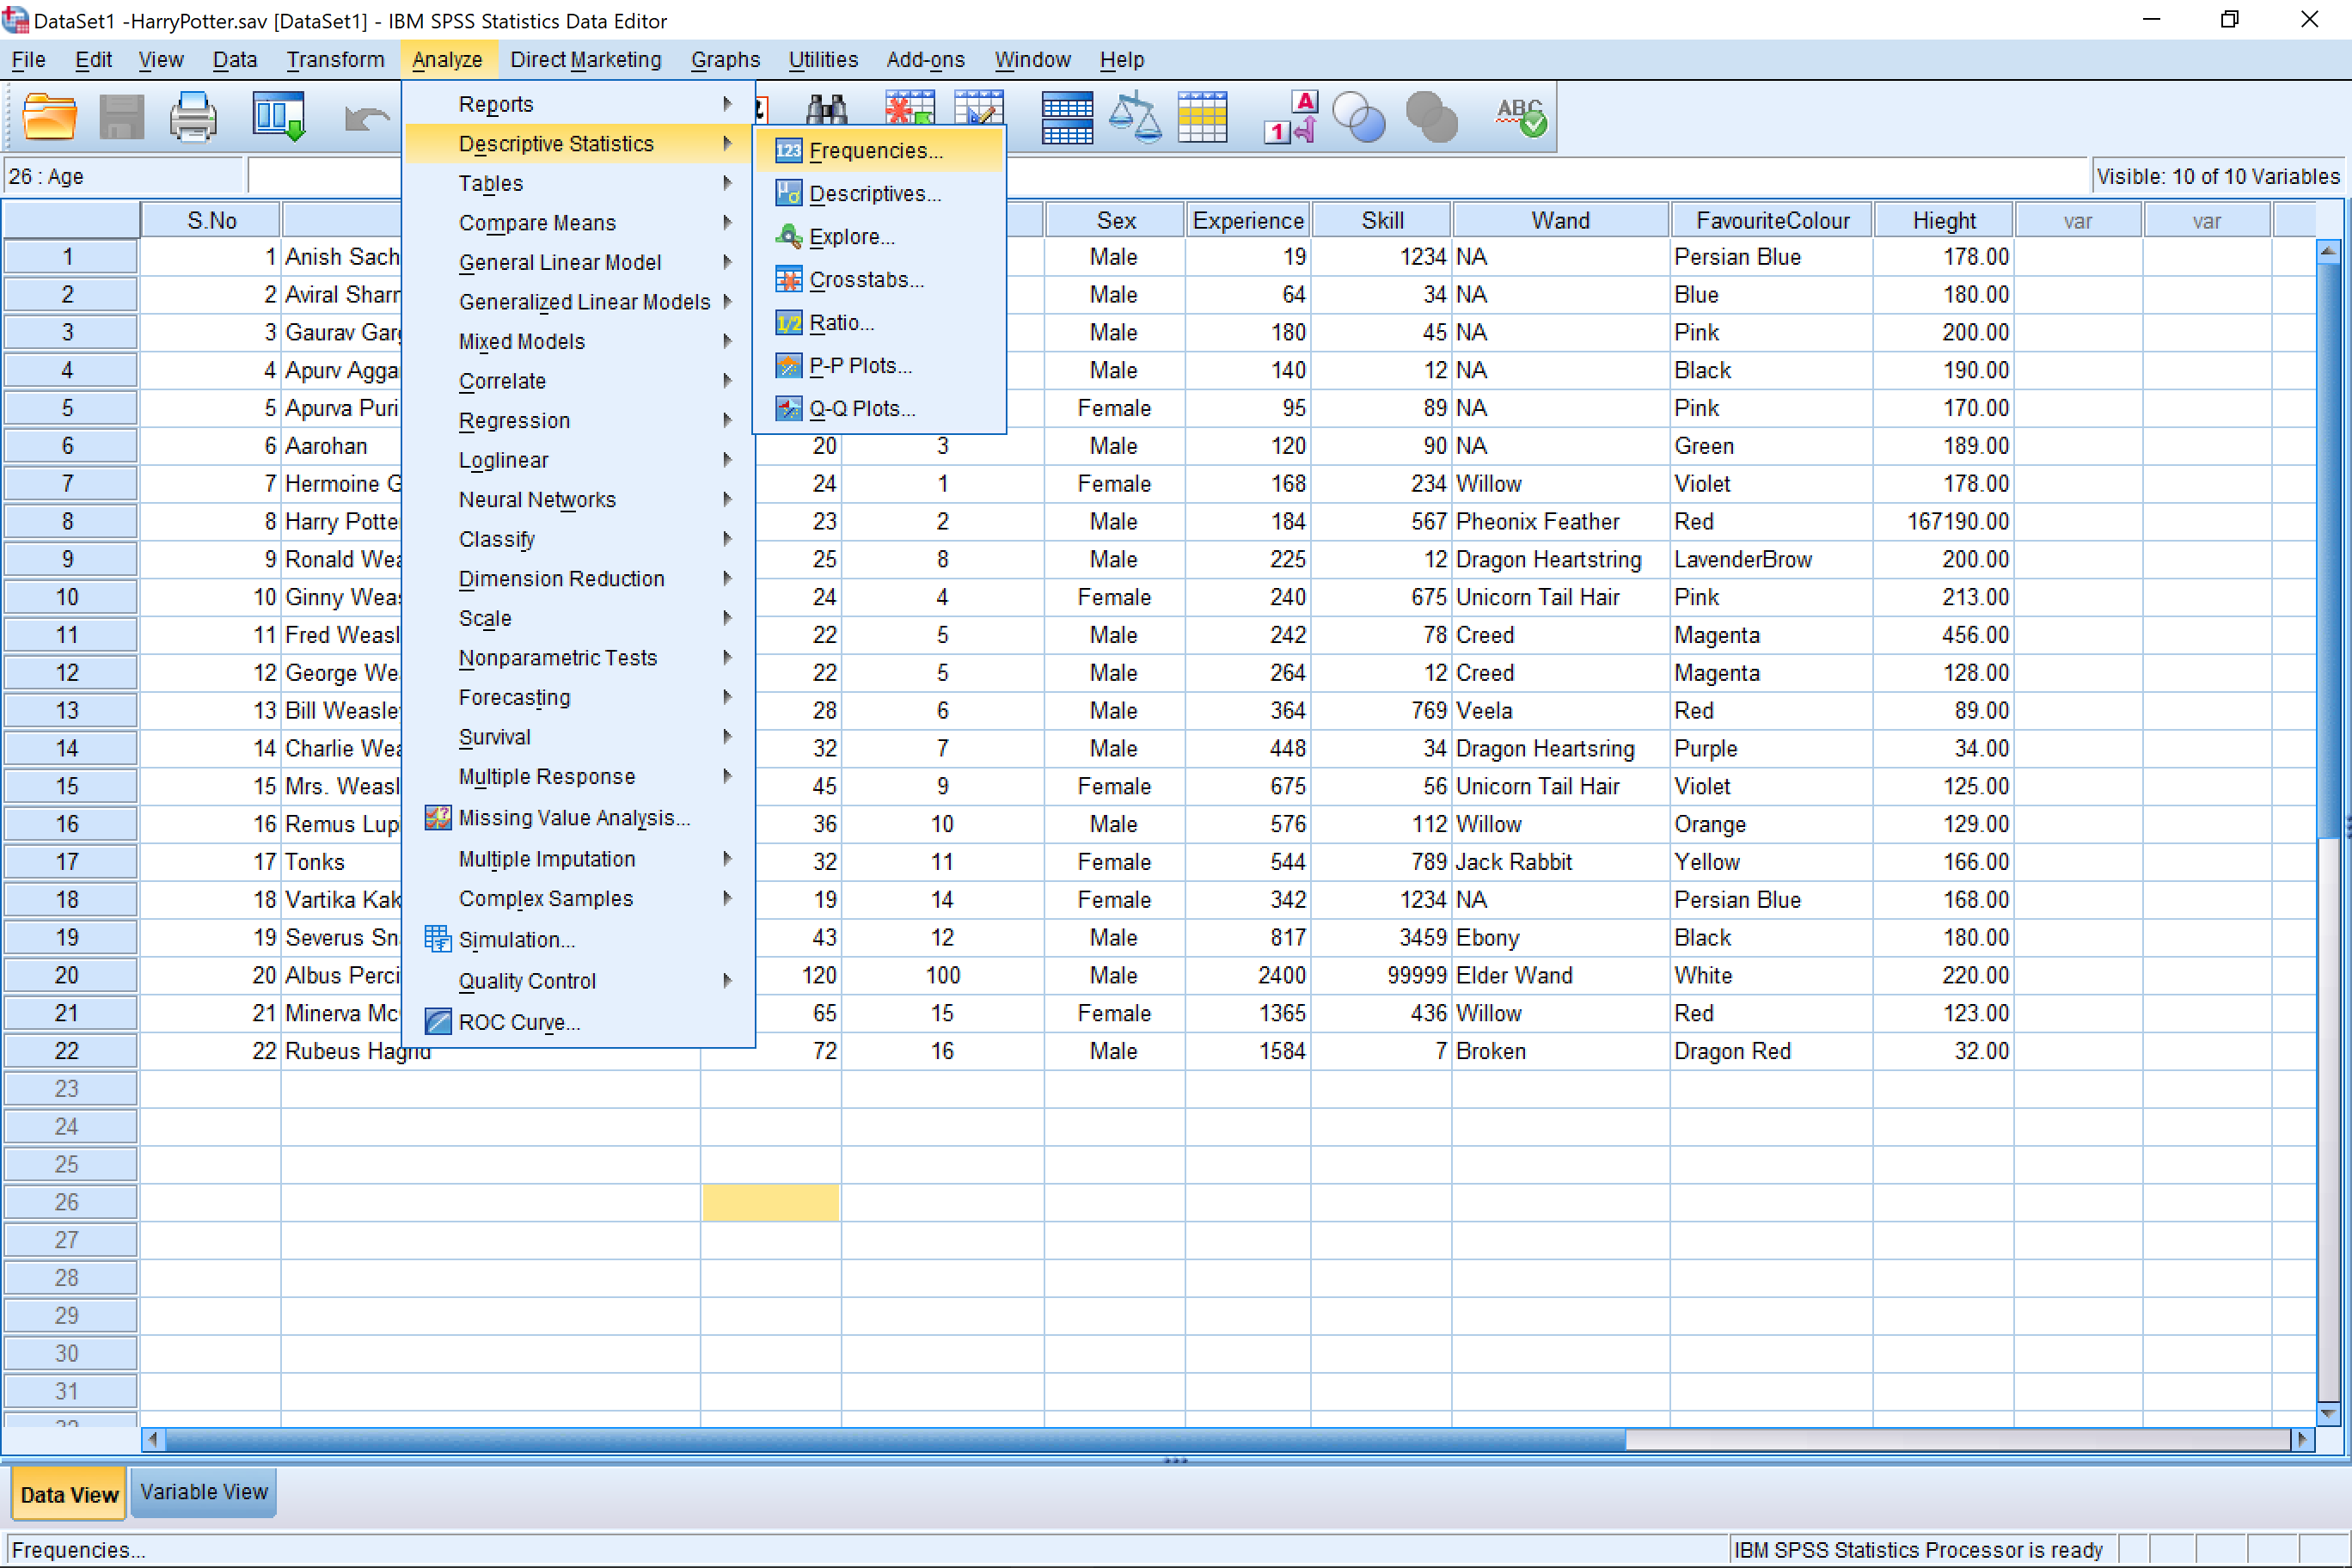 DataSet1 -HarryPotter.sav [DataSet1] - IBM SPSS Statistics Data Editor
File Edit View Data Transform Analyze Direct Marketing Graphs Utilities Add-ons Window Help
A
1
ABC
26 : Age
Visible: 10 of 10 Variables
Reports
Descriptive Statistics
Tables
Compare Means
General Linear Model
Generalized Linear Models
Mixed Models
Correlate
Regression
Loglinear
Neural Networks
Classify
Dimension Reduction
Scale
Nonparametric Tests
Forecasting
Survival
Multiple Response
Missing Value Analysis...
Multiple Imputation
Complex Samples
Simulation...
Quality Control
ROC Curve...
123 Frequencies...
Descriptives...
Explore...
Crosstabs...
1/2 Ratio...
P-P Plots...
Q-Q Plots...
S.No Sex Experience Skill Wand FavouriteColour Hieght var var
1 1 Anish Sach Male 19 1234 NA Persian Blue 178.00
2 2 Aviral Sharm Male 64 34 NA Blue 180.00
3 3 Gaurav Garg Male 180 45 NA Pink 200.00
4 4 Apurv Agga Male 140 12 NA Black 190.00
5 5 Apurva Puri Female 95 89 NA Pink 170.00
6 6 Aarohan 20 3 Male 120 90 NA Green 189.00
7 7 Hermoine G 24 1 Female 168 234 Willow Violet 178.00
8 8 Harry Potte 23 2 Male 184 567 Pheonix Feather Red 167190.00
9 9 Ronald Wea 25 8 Male 225 12 Dragon Heartstring LavenderBrow 200.00
10 10 Ginny Weas 24 4 Female 240 675 Unicorn Tail Hair Pink 213.00
11 11 Fred Weasl 22 5 Male 242 78 Creed Magenta 456.00
12 12 George We 22 5 Male 264 12 Creed Magenta 128.00
13 13 Bill Weasle 28 6 Male 364 769 Veela Red 89.00
14 14 Charlie Wea 32 7 Male 448 34 Dragon Heartsring Purple 34.00
15 15 Mrs. Weasl 45 9 Female 675 56 Unicorn Tail Hair Violet 125.00
16 16 Remus Lup 36 10 Male 576 112 Willow Orange 129.00
17 17 Tonks 32 11 Female 544 789 Jack Rabbit Yellow 166.00
18 18 Vartika Kak 19 14 Female 342 1234 NA Persian Blue 168.00
19 19 Severus Sn 43 12 Male 817 3459 Ebony Black 180.00
20 20 Albus Perci 120 100 Male 2400 99999 Elder Wand White 220.00
21 21 Minerva Mc 65 15 Female 1365 436 Willow Red 123.00
22 22 Rubeus Hagrid 72 16 Male 1584 7 Broken Dragon Red 32.00
23
24
25
26
27
28
29
30
31
32
Data View Variable View
Frequencies...
IBM SPSS Statistics Processor is ready